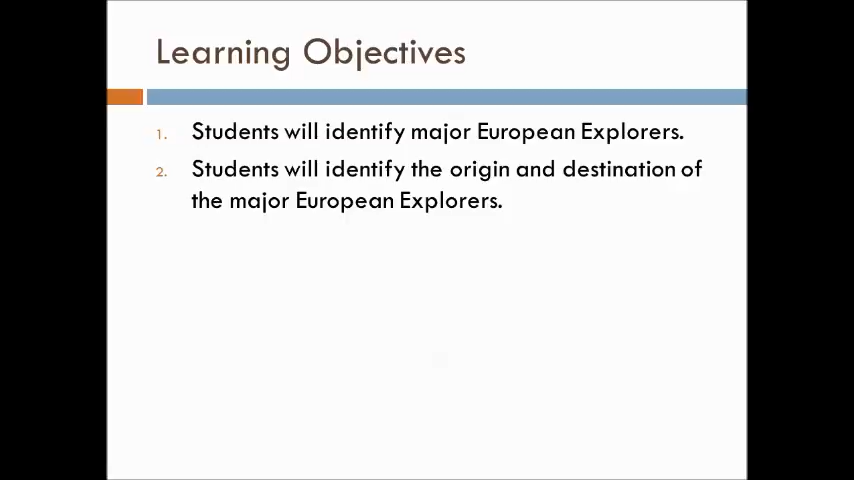 Learning Objectives
1. Students will identify major European Explorers.
2. Students will identify the origin and destination of
the major European Explorers.